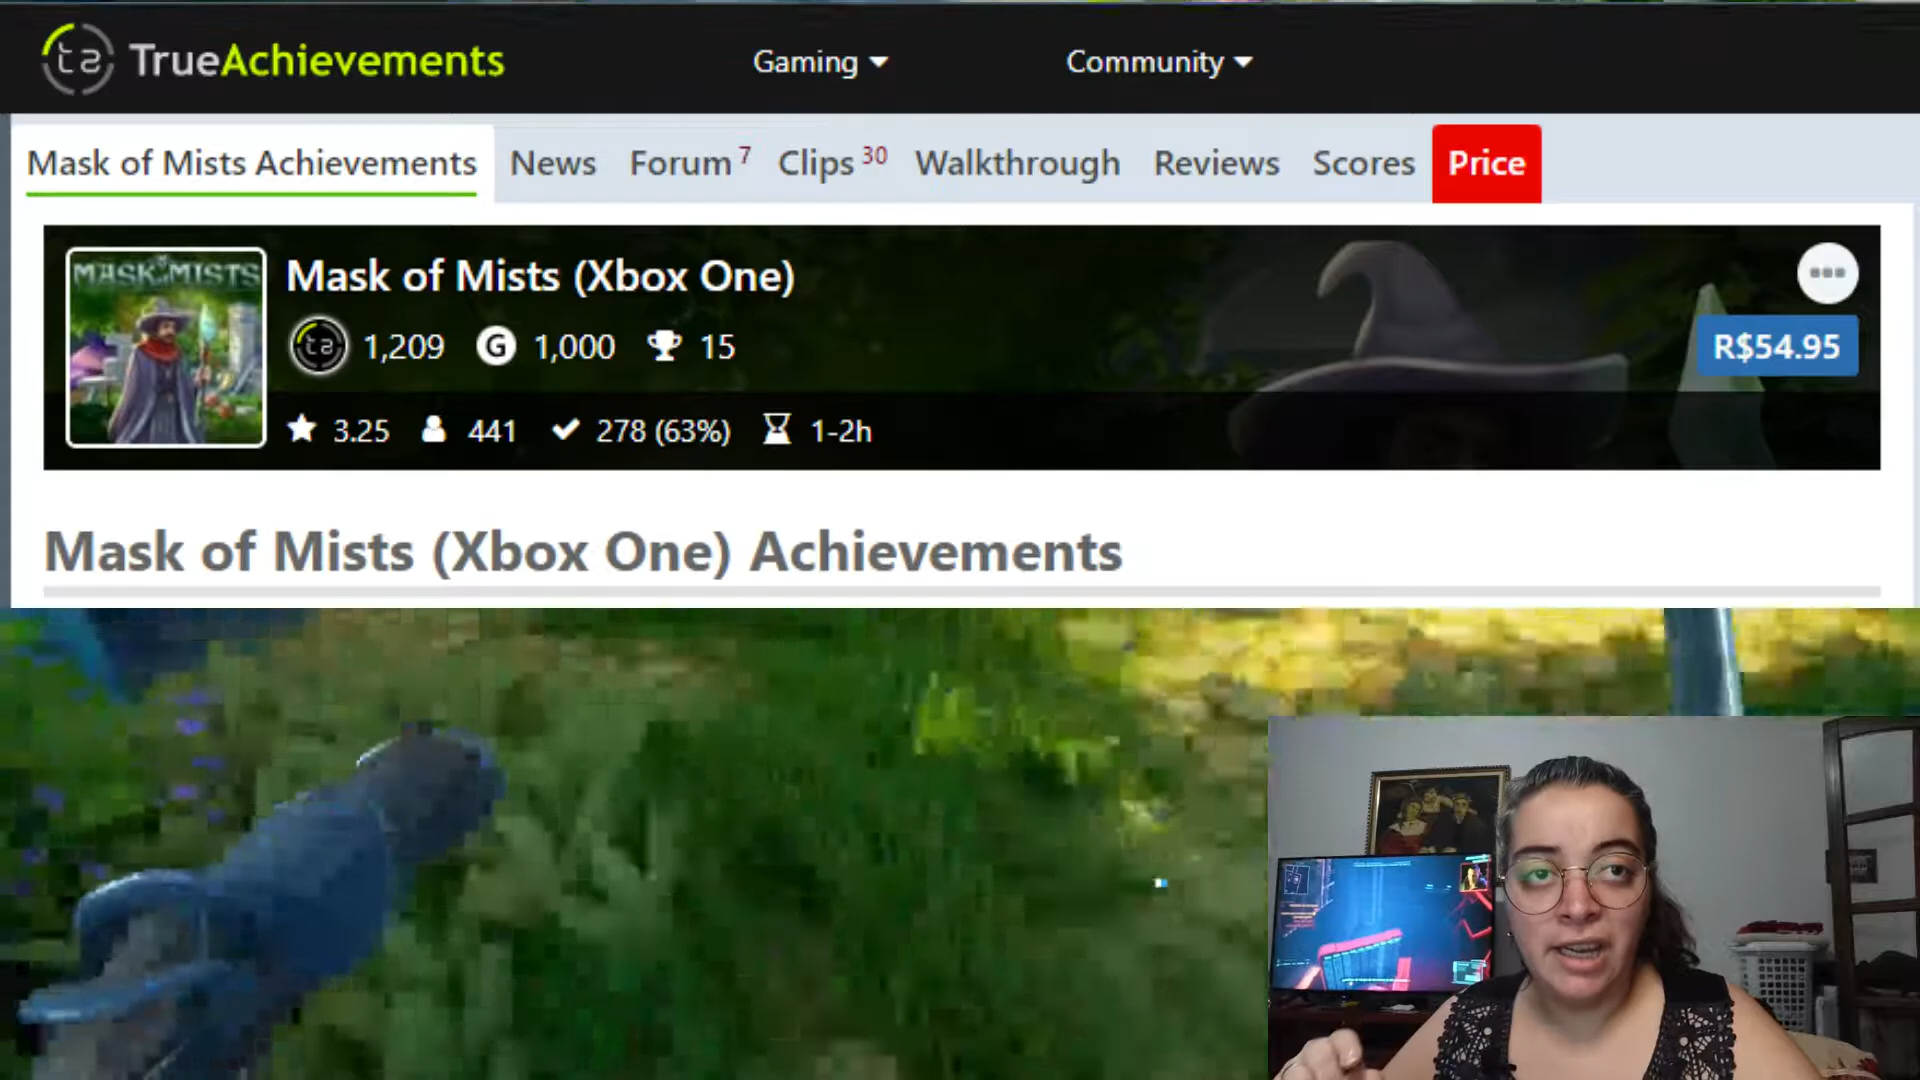 TrueAchievements
Gaming
Community
Mask of Mists Achievements
News
Forum 7
Clips 30
Walkthrough
Reviews
Scores
Price
MASK OF MISTS
Mask of Mists (Xbox One)
1,209
G
1,000
15
R$54.95
3.25
441
278 (63%)
1-2h
Mask of Mists (Xbox One) Achievements